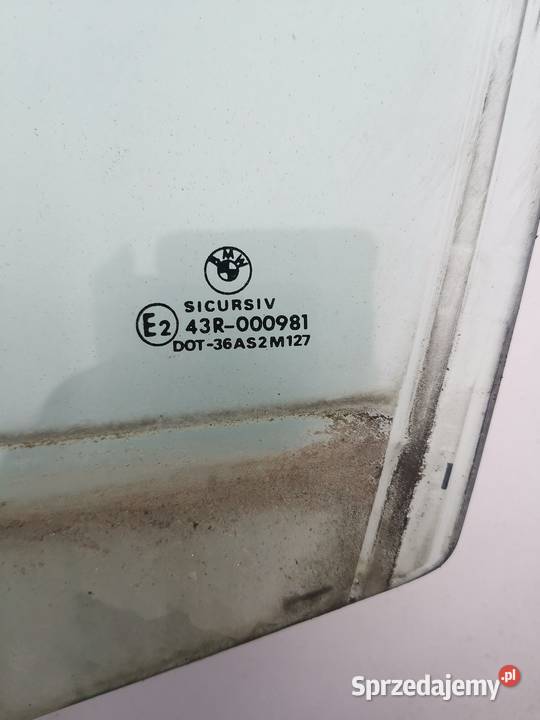 BMW
SICURSIV
E2 43R-000981
DOT-36AS2M127
Sprzedajemy.pl